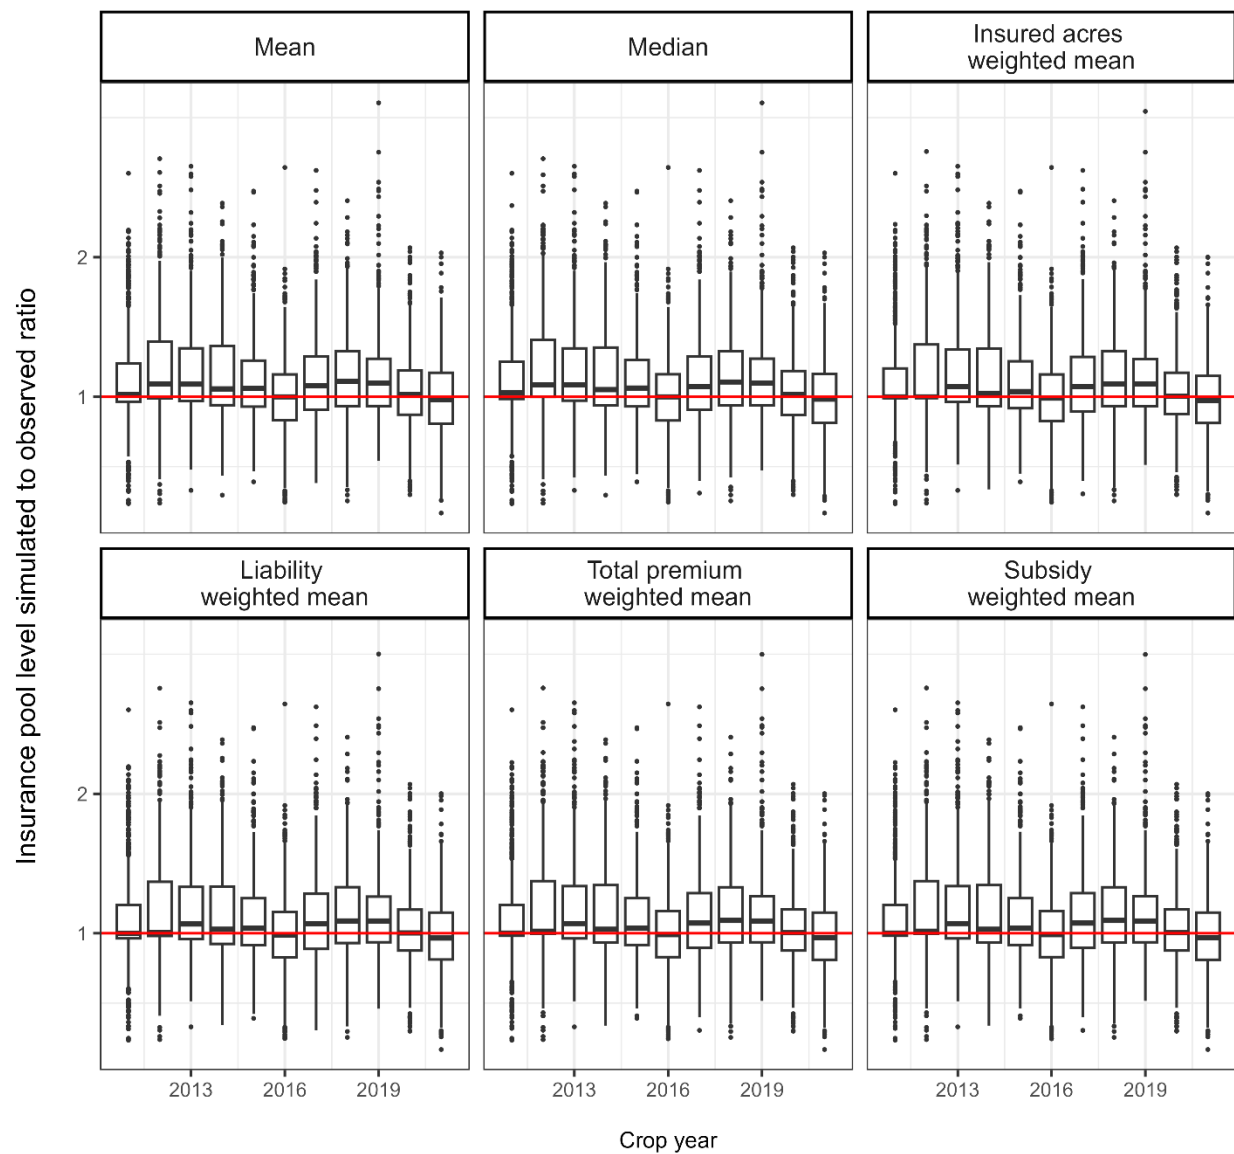 Mean
Median
Insured acres
weighted mean
2
1
Insurance pool level simulated to observed ratio
Liability
weighted mean
Total premium
weighted mean
Subsidy
weighted mean
2
1
2013
2016
2019
2013
2016
2019
2013
2016
2019
Crop year